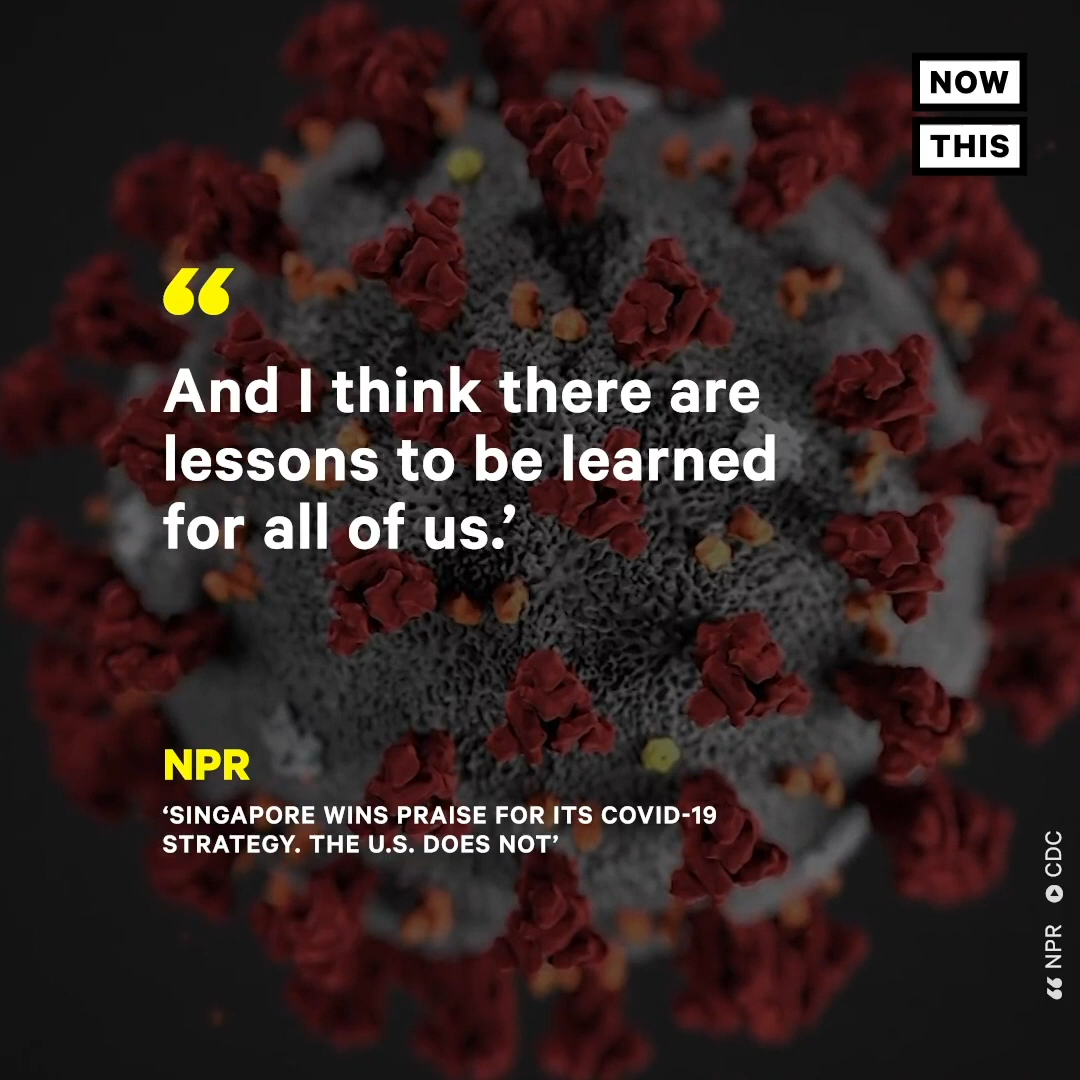 NOW
THIS
“
And I think there are
lessons to be learned
for all of us.’
NPR
‘SINGAPORE WINS PRAISE FOR ITS COVID-19
STRATEGY. THE U.S. DOES NOT’
“ NPR CDC